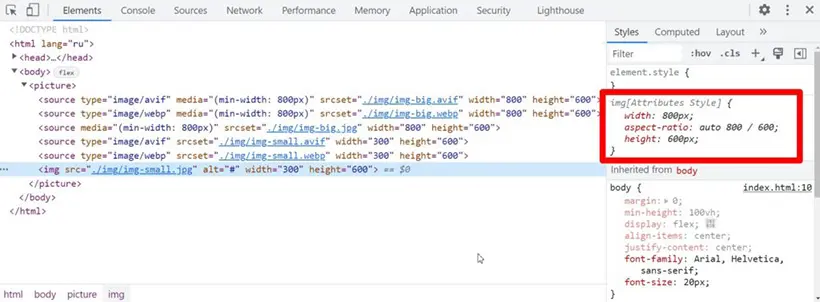 Elements Console Sources Network Performance Memory Application Security Lighthouse
<!DOCTYPE html>
<html lang="ru">
<head>…</head>
<body> flex
<picture>
<source type="image/avif" media="(min-width: 800px)" srcset="./img/img-big.avif" width="800" height="600">
<source type="image/webp" media="(min-width: 800px)" srcset="./img/img-big.webp" width="800" height="600">
<source media="(min-width: 800px)" srcset="./img/img-big.jpg" width="800" height="600">
<source type="image/avif" srcset="./img/img-small.avif" width="300" height="600">
<source type="image/webp" srcset="./img/img-small.webp" width="300" height="600">
<img src="./img/img-small.jpg" alt="#" width="300" height="600"> == $0
</picture>
</body>
</html>
html body picture img
Styles Computed Layout »
Filter :hov .cls
element.style {
}
img[Attributes Style] {
width: 800px;
aspect-ratio: auto 800 / 600;
height: 600px;
}
Inherited from body
body { index.html:10
margin: 0;
min-height: 100vh;
display: flex;
align-items: center;
justify-content: center;
font-family: Arial, Helvetica,
sans-serif;
font-size: 20px;
}